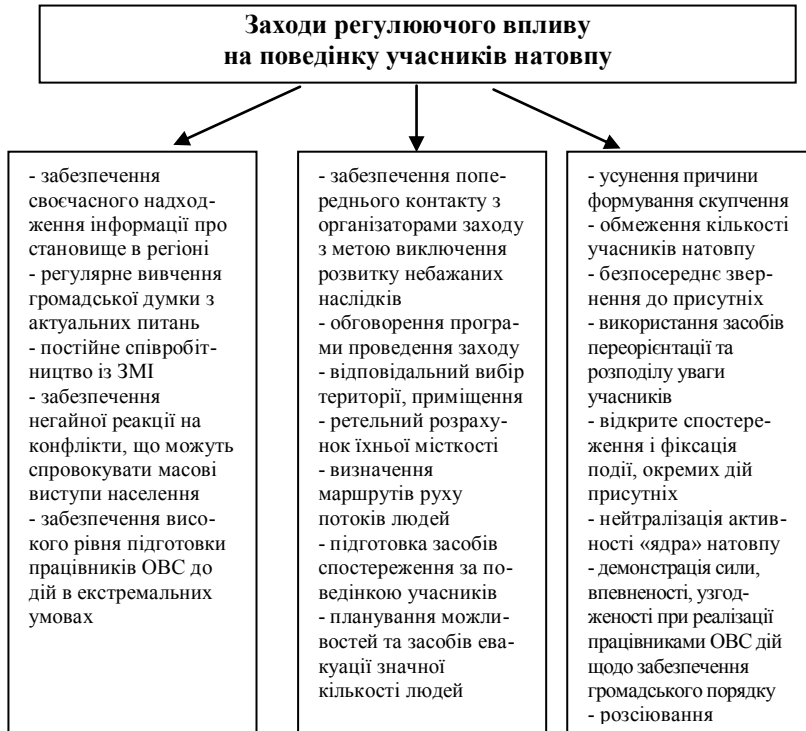 Заходи регулюючого впливу
на поведінку учасників натовпу
- забезпечення
своєчасного надход-
ження інформації про
становище в регіоні
- регулярне вивчення
громадської думки з
актуальних питань
- постійне співробіт-
ництво із ЗМІ
- забезпечення
негайної реакції на
конфлікти, що можуть
спровокувати масові
виступи населення
- забезпечення висо-
кого рівня підготовки
працівників ОВС до
дій в екстремальних
умовах
- забезпечення попе-
реднього контакту з
організаторами заходу
з метою виключення
розвитку небажаних
наслідків
- обговорення програ-
ми проведення заходу
- відповідальний вибір
території, приміщення
- ретельний розраху-
нок їхньої місткості
- визначення
маршрутів руху
потоків людей
- підготовка засобів
спостереження за по-
ведінкою учасників
- планування можли-
востей та засобів ева-
куації значної
кількості людей
- усунення причини
формування скупчення
- обмеження кількості
учасників натовпу
- безпосереднє звер-
нення до присутніх
- використання засобів
переорієнтації та
розподілу уваги
учасників
- відкрите спостере-
ження і фіксація
події, окремих дій
присутніх
- нейтралізація актив-
ності «ядра» натовпу
- демонстрація сили,
впевненості, узгод-
женості при реалізації
працівниками ОВС дій
щодо забезпечення
громадського порядку
- розсіювання